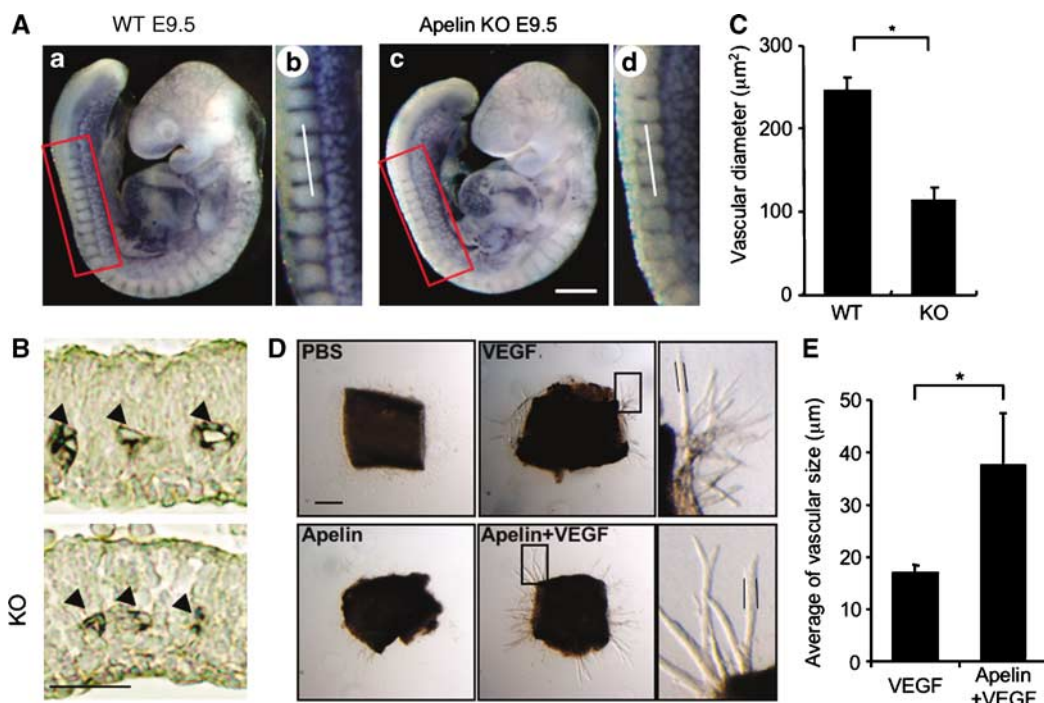 A
WT E9.5
Apelin KO E9.5
a
b
c
d
C
*
Vascular diameter (μm²)
300
200
100
0
WT
KO
B
KO
D
PBS
VEGF
Apelin
Apelin+VEGF
E
*
Average of vascular size (μm)
50
40
30
20
10
0
VEGF
Apelin
+VEGF